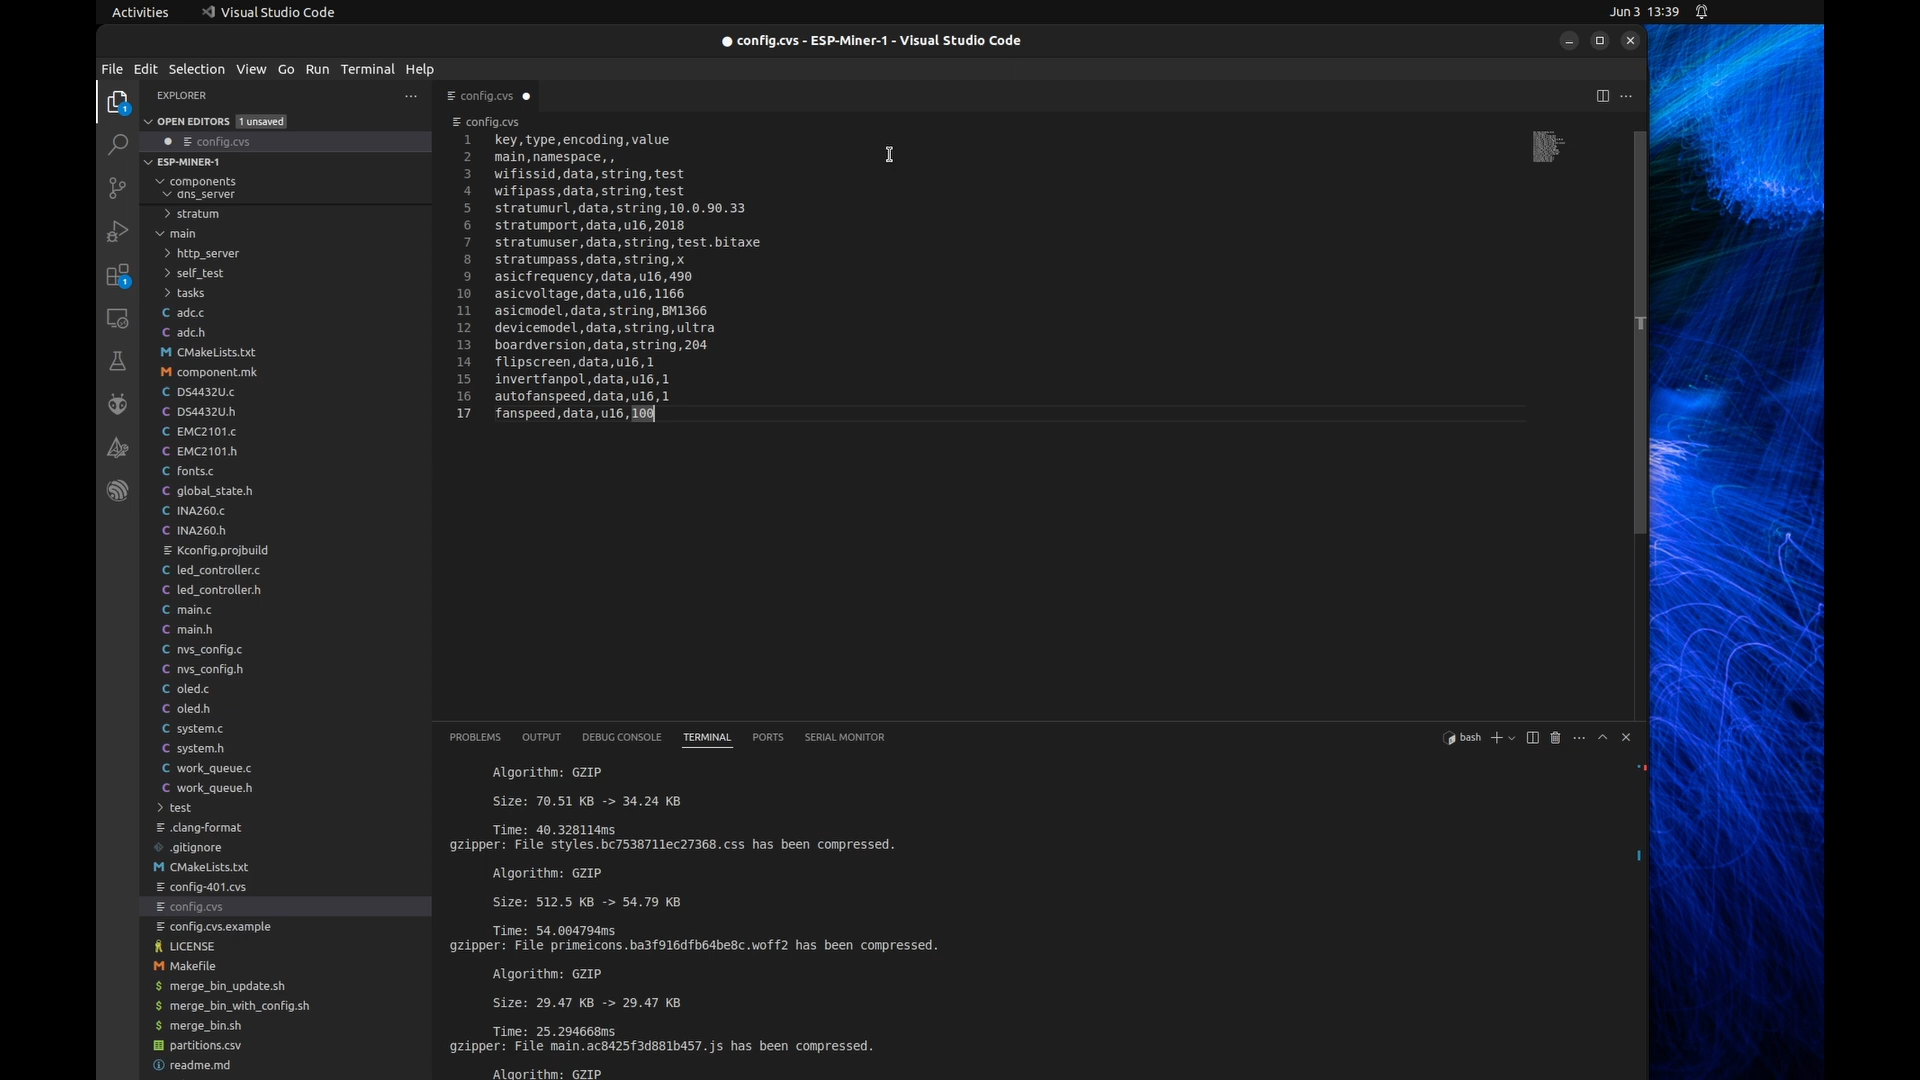 Activities
Visual Studio Code
Jun 3 13:39
config.cvs - ESP-Miner-1 - Visual Studio Code
File Edit Selection View Go Run Terminal Help
EXPLORER
OPEN EDITORS 1 unsaved
config.cvs
ESP-MINER-1
components
dns_server
stratum
main
http_server
self_test
tasks
adc.c
adc.h
CMakeLists.txt
component.mk
DS4432U.c
DS4432U.h
EMC2101.c
EMC2101.h
fonts.c
global_state.h
INA260.c
INA260.h
Kconfig.projbuild
led_controller.c
led_controller.h
main.c
main.h
nvs_config.c
nvs_config.h
oled.c
oled.h
system.c
system.h
work_queue.c
work_queue.h
test
.clang-format
.gitignore
CMakeLists.txt
config-401.cvs
config.cvs
config.cvs.example
LICENSE
Makefile
merge_bin_update.sh
merge_bin_with_config.sh
merge_bin.sh
partitions.csv
readme.md
config.cvs
config.cvs
1 key,type,encoding,value
2 main,namespace,,
3 wifissid,data,string,test
4 wifipass,data,string,test
5 stratumurl,data,string,10.0.90.33
6 stratumport,data,u16,2018
7 stratumuser,data,string,test.bitaxe
8 stratumpass,data,string,x
9 asicfrequency,data,u16,490
10 asicvoltage,data,u16,1166
11 asicmodel,data,string,BM1366
12 devicemodel,data,string,ultra
13 boardversion,data,string,204
14 flipscreen,data,u16,1
15 invertfanpol,data,u16,1
16 autofanspeed,data,u16,1
17 fanspeed,data,u16,100
PROBLEMS OUTPUT DEBUG CONSOLE TERMINAL PORTS SERIAL MONITOR
bash
Algorithm: GZIP
Size: 70.51 KB -> 34.24 KB
Time: 40.328114ms
gzipper: File styles.bc7538711ec27368.css has been compressed.
Algorithm: GZIP
Size: 512.5 KB -> 54.79 KB
Time: 54.004794ms
gzipper: File primeicons.ba3f916dfb64be8c.woff2 has been compressed.
Algorithm: GZIP
Size: 29.47 KB -> 29.47 KB
Time: 25.294668ms
gzipper: File main.ac8425f3d881b457.js has been compressed.
Algorithm: GZIP